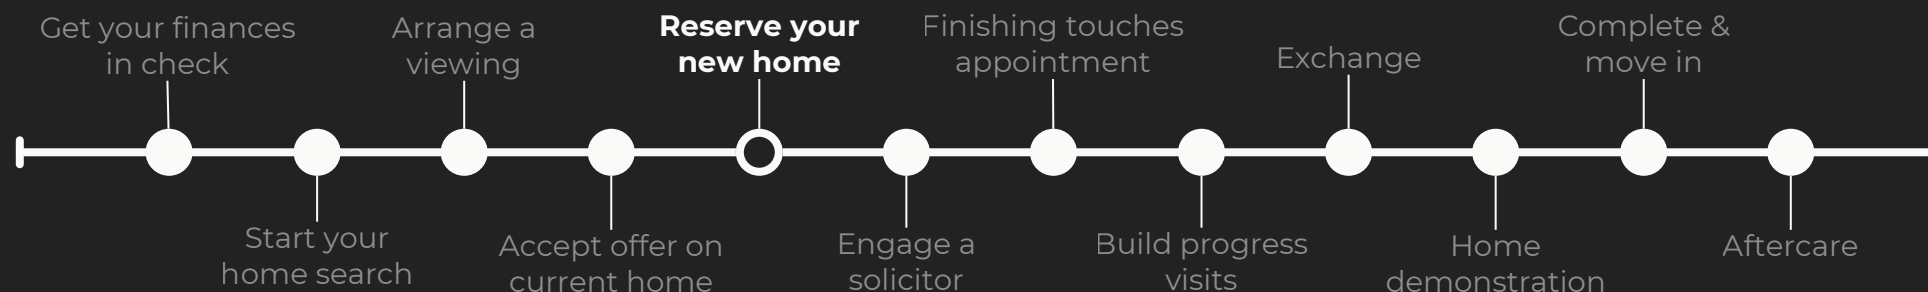 Get your finances
in check
Start your
home search
Arrange a
viewing
Accept offer on
current home
Reserve your
new home
Engage a
solicitor
Finishing touches
appointment
Build progress
visits
Exchange
Home
demonstration
Complete &
move in
Aftercare